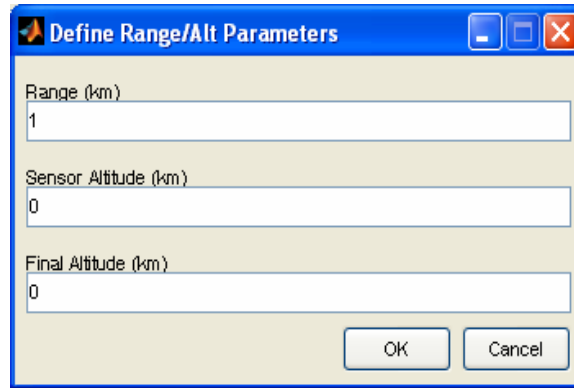 Define Range/Alt Parameters
Range (km)
1
Sensor Altitude (km)
0
Final Altitude (km)
0
OK Cancel